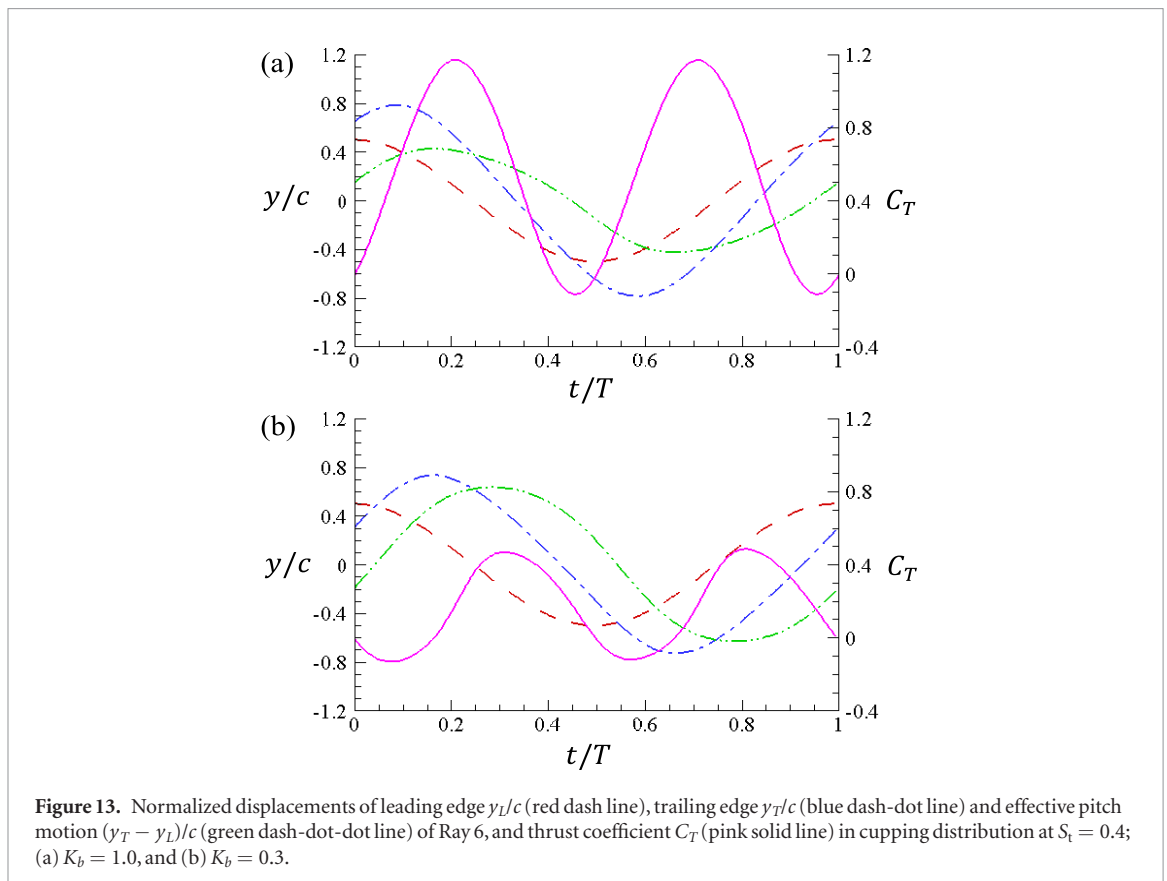 (a)
1.2
0.8
0.4
0
-0.4
-0.8
-1.2
y/c
1.2
0.8
0.4
0
-0.4
C_T
0 0.2 0.4 0.6 0.8 1
t/T
(b)
1.2
0.8
0.4
0
-0.4
-0.8
-1.2
y/c
1.2
0.8
0.4
0
-0.4
C_T
0 0.2 0.4 0.6 0.8 1
t/T
Figure 13. Normalized displacements of leading edge y_L/c (red dash line), trailing edge y_T/c (blue dash-dot line) and effective pitch
motion (y_T − y_L)/c (green dash-dot-dot line) of Ray 6, and thrust coefficient C_T (pink solid line) in cupping distribution at S_t = 0.4;
(a) K_b = 1.0, and (b) K_b = 0.3.